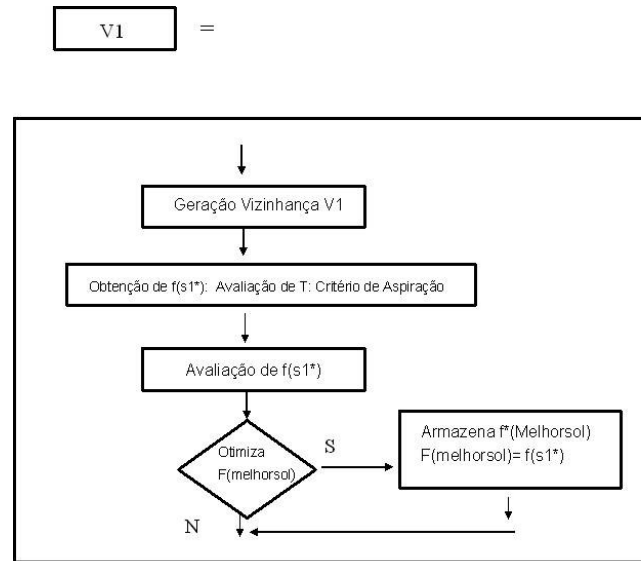 V1 =
Geração Vizinhança V1
Obtenção de f(s1*): Avaliação de T: Critério de Aspiração
Avaliação de f(s1*)
Otimiza
F(melhorsol)
S
Armazena f*(Melhorsol)
F(melhorsol)= f(s1*)
N